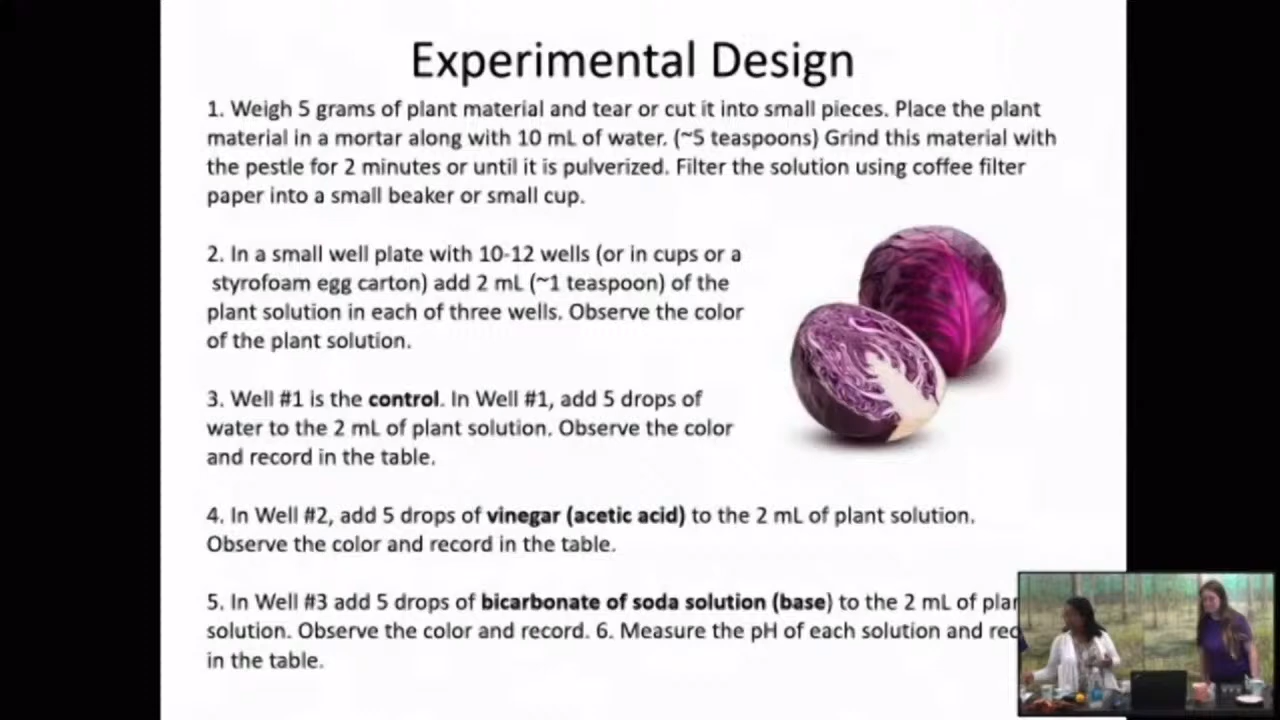 Experimental Design
1. Weigh 5 grams of plant material and tear or cut it into small pieces. Place the plant
material in a mortar along with 10 mL of water. (~5 teaspoons) Grind this material with
the pestle for 2 minutes or until it is pulverized. Filter the solution using coffee filter
paper into a small beaker or small cup.
2. In a small well plate with 10-12 wells (or in cups or a
styrofoam egg carton) add 2 mL (~1 teaspoon) of the
plant solution in each of three wells. Observe the color
of the plant solution.
3. Well #1 is the control. In Well #1, add 5 drops of
water to the 2 mL of plant solution. Observe the color
and record in the table.
4. In Well #2, add 5 drops of vinegar (acetic acid) to the 2 mL of plant solution.
Observe the color and record in the table.
5. In Well #3 add 5 drops of bicarbonate of soda solution (base) to the 2 mL of
solution. Observe the color and record. 6. Measure the pH of each solution and
in the table.